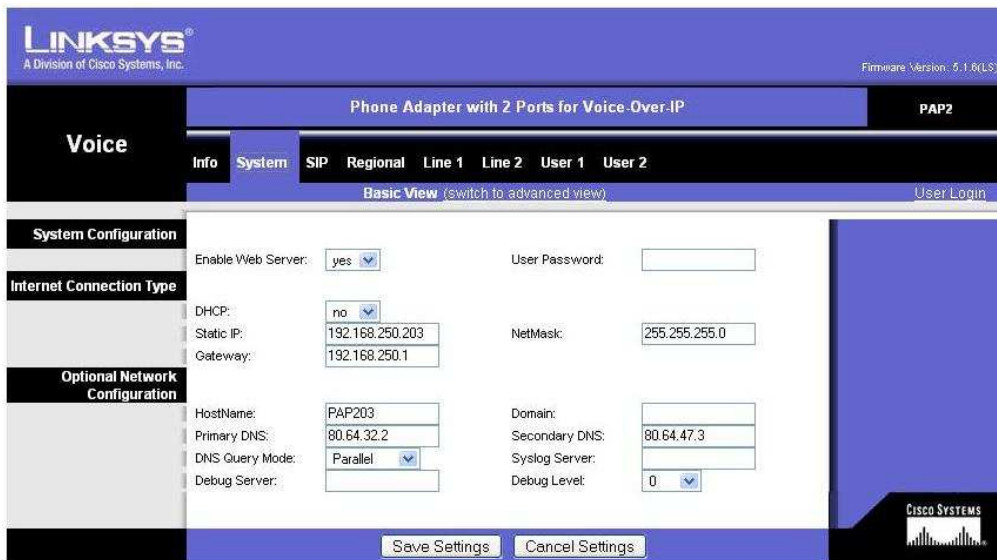 LINKSYS®
A Division of Cisco Systems, Inc.
Firmware Version: 5.1.6(LS)
Phone Adapter with 2 Ports for Voice-Over-IP PAP2
Voice
Info System SIP Regional Line 1 Line 2 User 1 User 2
Basic View (switch to advanced view) User Login
System Configuration
Enable Web Server: yes User Password:
Internet Connection Type
DHCP: no
Static IP: 192.168.250.203 NetMask: 255.255.255.0
Gateway: 192.168.250.1
Optional Network
Configuration
HostName: PAP203 Domain:
Primary DNS: 80.64.32.2 Secondary DNS: 80.64.47.3
DNS Query Mode: Parallel Syslog Server:
Debug Server: Debug Level: 0
CISCO SYSTEMS
Save Settings Cancel Settings